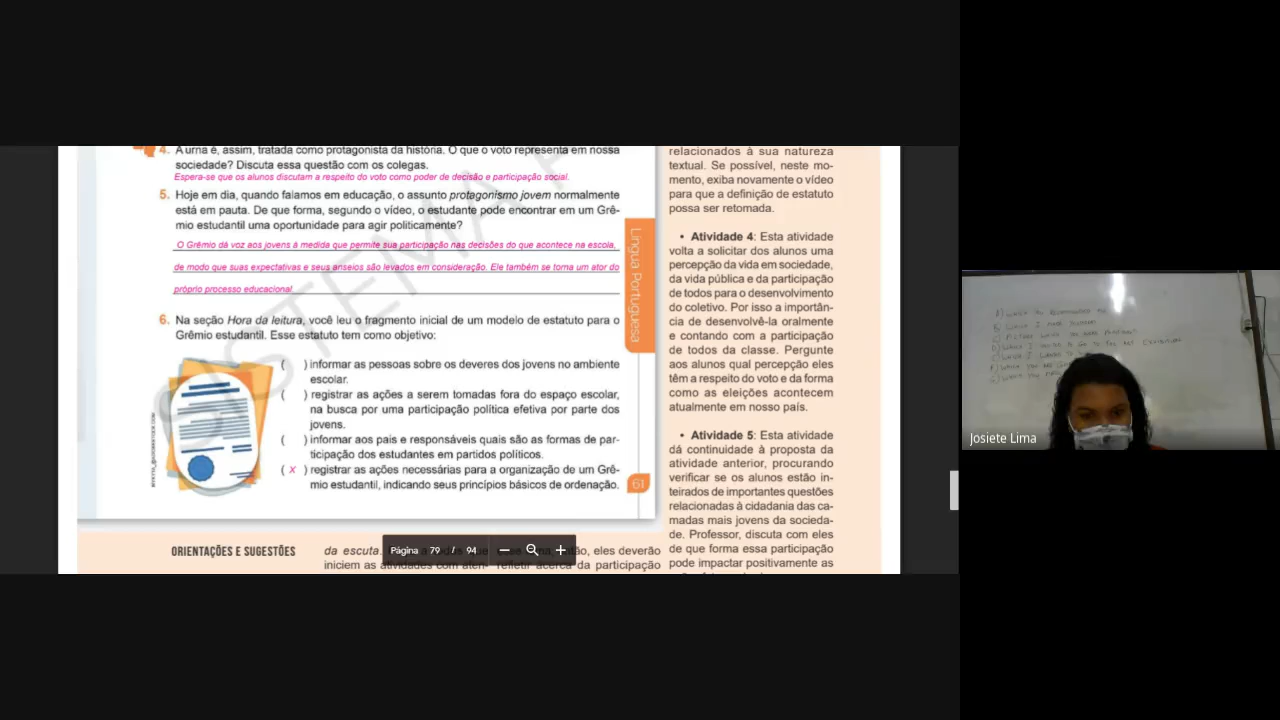 4. A urna é, assim, tratada como protagonista da história. O que o voto representa em nossa
sociedade? Discuta essa questão com os colegas.
Espera-se que os alunos discutam a respeito do voto como poder de decisão e participação social.
5. Hoje em dia, quando falamos em educação, o assunto protagonismo jovem normalmente
está em pauta. De que forma, segundo o vídeo, o estudante pode encontrar em um Grê-
mio estudantil uma oportunidade para agir politicamente?
O Grêmio dá voz aos jovens à medida que permite sua participação nas decisões do que acontece na escola,
de modo que suas expectativas e seus anseios são levados em consideração. Ele também se torna um ator do
próprio processo educacional.
6. Na seção Hora da leitura, você leu o fragmento inicial de um modelo de estatuto para o
Grêmio estudantil. Esse estatuto tem como objetivo:
( ) informar as pessoas sobre os deveres dos jovens no ambiente
escolar.
( ) registrar as ações a serem tomadas fora do espaço escolar,
na busca por uma participação política efetiva por parte dos
jovens.
( ) informar aos pais e responsáveis quais são as formas de par-
ticipação dos estudantes em partidos políticos.
( x ) registrar as ações necessárias para a organização de um Grê-
mio estudantil, indicando seus princípios básicos de ordenação.
Língua Portuguesa
61
SISTEMA
relacionados à sua natureza
textual. Se possível, neste mo-
mento, exiba novamente o vídeo
para que a definição de estatuto
possa ser retomada.
• Atividade 4: Esta atividade
volta a solicitar dos alunos uma
percepção da vida em sociedade,
da vida pública e da participação
de todos para o desenvolvimento
do coletivo. Por isso a importân-
cia de desenvolvê-la oralmente
e contando com a participação
de todos da classe. Pergunte
aos alunos qual percepção eles
têm a respeito do voto e da forma
como as eleições acontecem
atualmente em nosso país.
• Atividade 5: Esta atividade
dá continuidade à proposta da
atividade anterior, procurando
verificar se os alunos estão in-
teirados de importantes questões
relacionadas à cidadania das ca-
madas mais jovens da socieda-
de. Professor, discuta com eles
de que forma essa participação
pode impactar positivamente as
ORIENTAÇÕES E SUGESTÕES
da escuta.
iniciem as atividades com aten-
então, eles deverão
refletir acerca da participação
Página 79 / 94
Josiete Lima